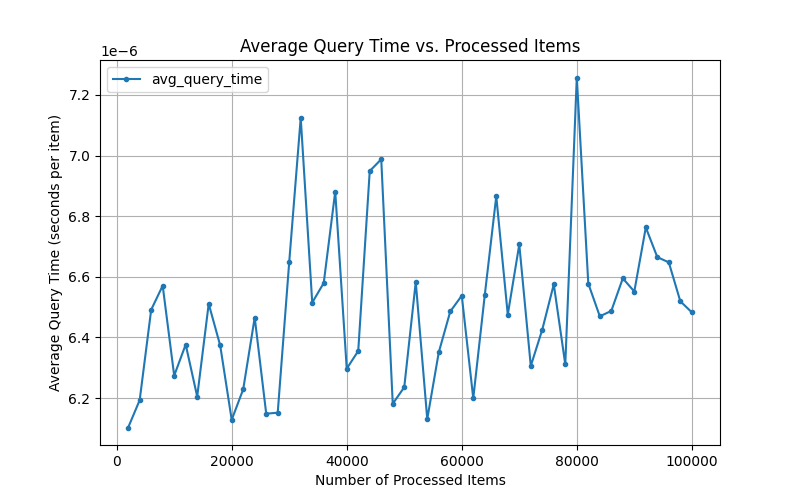 Average Query Time vs. Processed Items
1e−6
avg_query_time
7.2
7.0
6.8
6.6
6.4
6.2
Average Query Time (seconds per item)
0 20000 40000 60000 80000 100000
Number of Processed Items